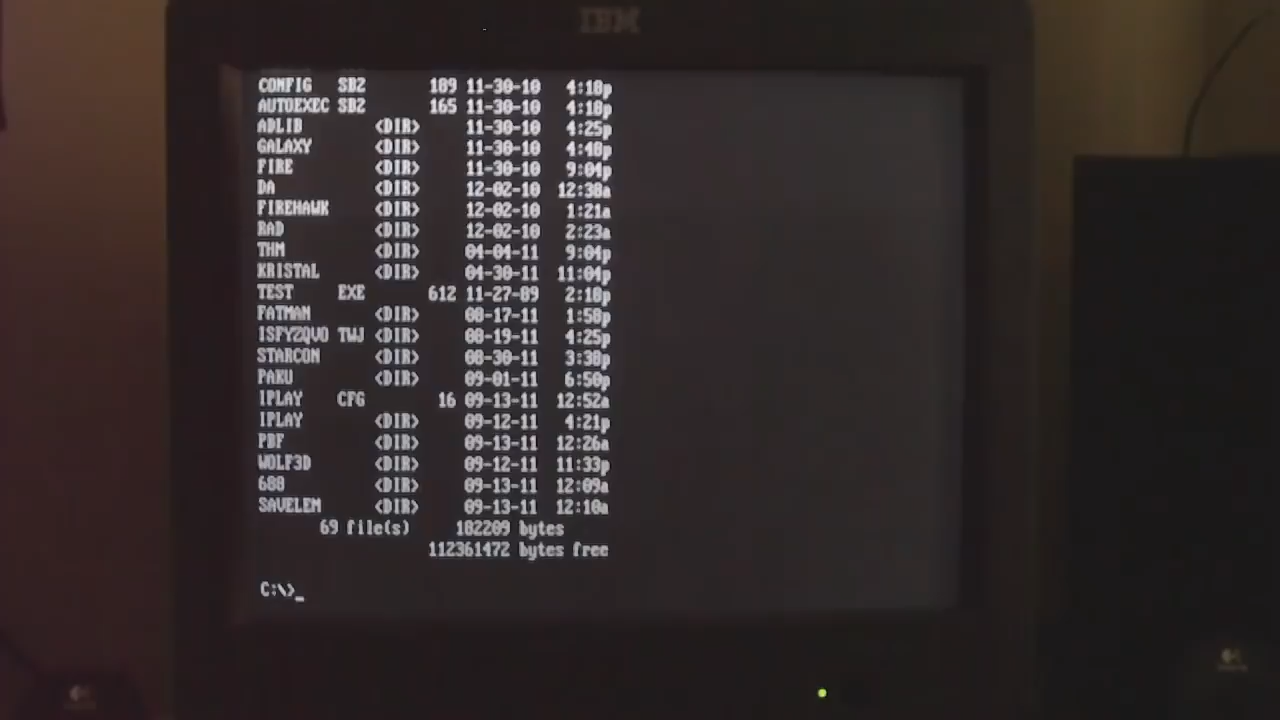 IBM
CONFIG SB2 189 11-30-10 4:18p
AUTOEXEC SB2 165 11-30-10 4:18p
ADLIB <DIR> 11-30-10 4:25p
GALAXY <DIR> 11-30-10 4:48p
FIRE <DIR> 11-30-10 9:04p
DA <DIR> 12-02-10 12:38a
FIREHAWK <DIR> 12-02-10 1:21a
RAD <DIR> 12-02-10 2:23a
THM <DIR> 04-04-11 9:04p
KRISTAL <DIR> 04-30-11 11:04p
TEST EXE 612 11-27-89 2:18p
FATMAN <DIR> 08-17-11 1:58p
ISFYZQVO TWJ <DIR> 08-19-11 4:25p
STARCON <DIR> 08-30-11 3:38p
PAKU <DIR> 09-01-11 6:50p
IPLAY CFG 16 09-13-11 12:52a
IPLAY <DIR> 09-12-11 4:21p
PBF <DIR> 09-13-11 12:26a
WOLF3D <DIR> 09-12-11 11:33p
688 <DIR> 09-13-11 12:09a
SAVELEM <DIR> 09-13-11 12:10a
69 file(s) 182209 bytes
112361472 bytes free
C:\>_